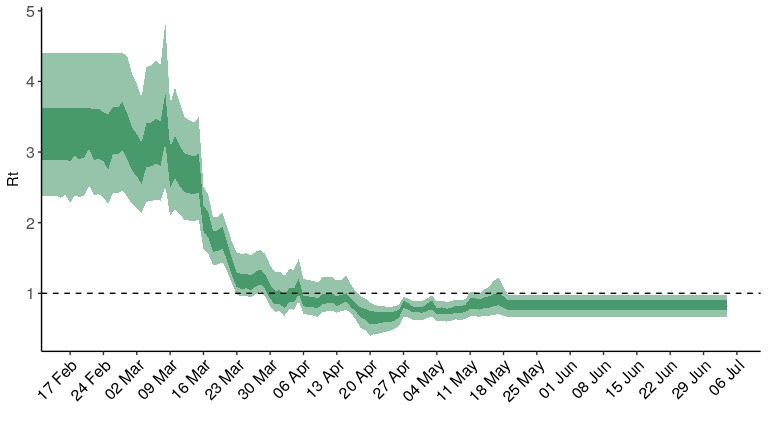 5
4
3
2
1
Rt
17 Feb
24 Feb
02 Mar
09 Mar
16 Mar
23 Mar
30 Mar
06 Apr
13 Apr
20 Apr
27 Apr
04 May
11 May
18 May
25 May
01 Jun
08 Jun
15 Jun
22 Jun
29 Jun
06 Jul